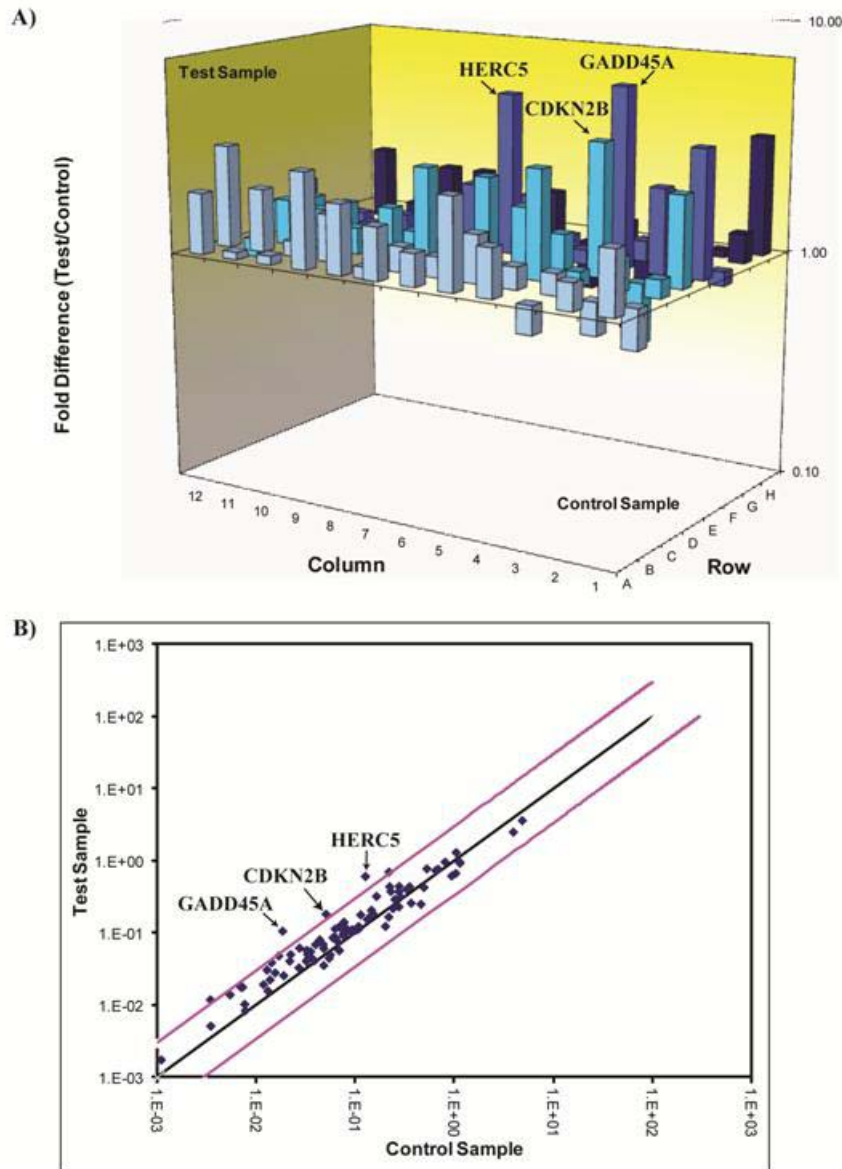 A)
10.00
Test Sample
HERC5
GADD45A
CDKN2B
1.00
Fold Difference (Test/Control)
0.10
Control Sample
12 11 10 9 8 7 6 5 4 3 2 1
A B C D E F G H
Column
Row
B)
1.E+03
1.E+02
1.E+01
1.E+00
1.E-01
1.E-02
1.E-03
Test Sample
HERC5
CDKN2B
GADD45A
1.E-03 1.E-02 1.E-01 1.E+00 1.E+01 1.E+02 1.E+03
Control Sample